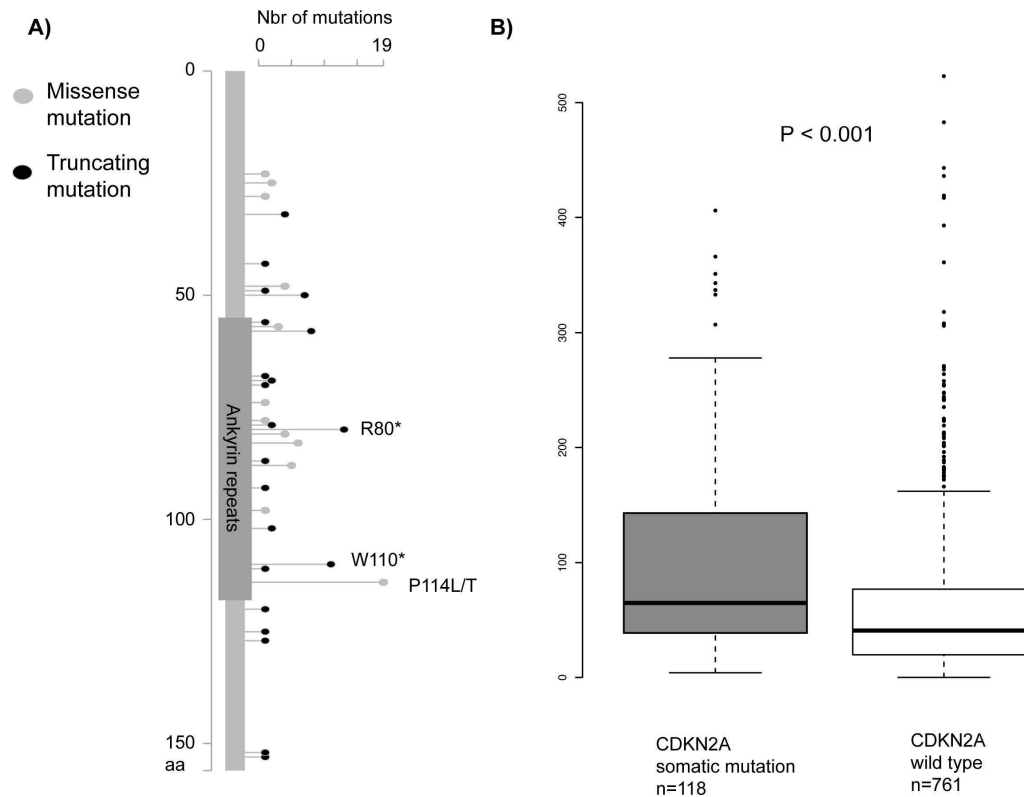 A)
Nbr of mutations
0 19
Missense
mutation
Truncating
mutation
0
50
100
150
aa
Ankyrin repeats
R80*
W110*
P114L/T
B)
P < 0.001
500
400
300
200
100
0
CDKN2A
somatic mutation
n=118
CDKN2A
wild type
n=761